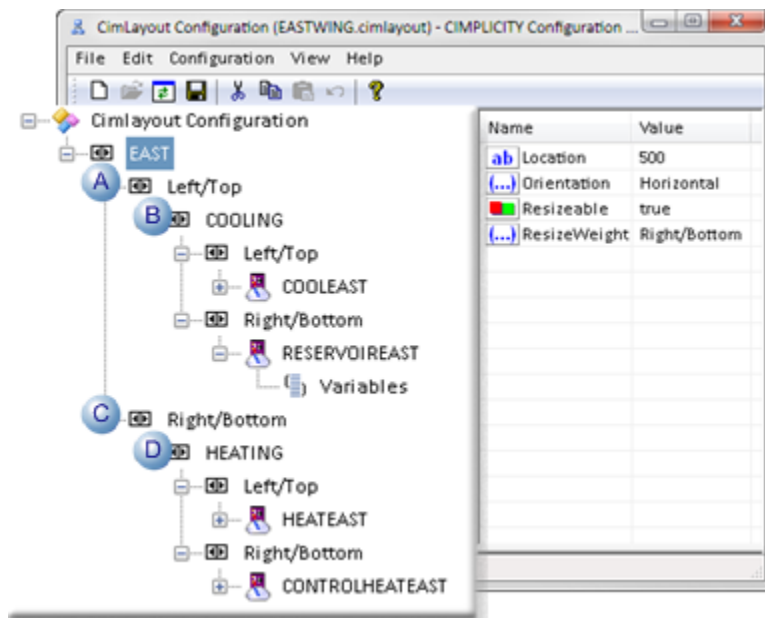 CimLayout Configuration (EASTWING.cimlayout) - CIMPLICITY Configuration ...
File Edit Configuration View Help
Cimlayout Configuration
EAST
A Left/Top
B COOLING
Left/Top
COOLEAST
Right/Bottom
RESERVOIREAST
Variables
C Right/Bottom
D HEATING
Left/Top
HEATEAST
Right/Bottom
CONTROLHEATEAST
Name Value
ab Location 500
(...) Orientation Horizontal
Resizeable true
(...) ResizeWeight Right/Bottom